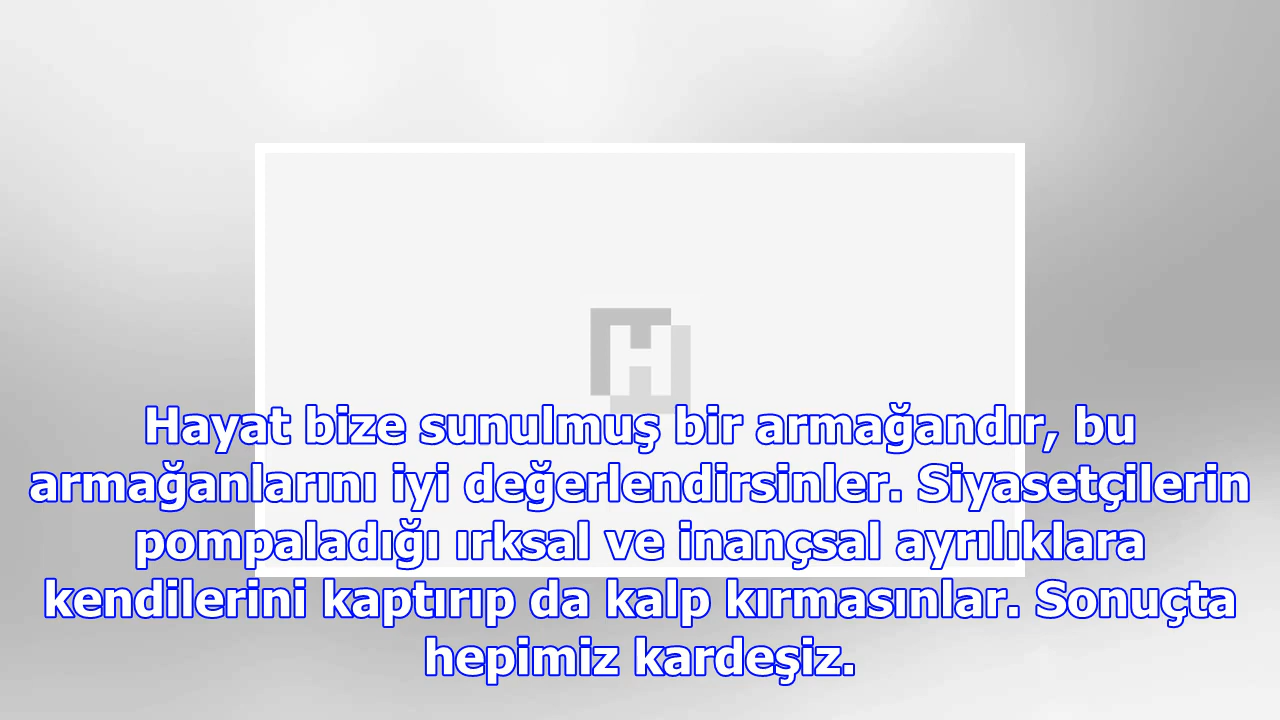 H
Hayat bize sunulmuş bir armağandır, bu
armağanlarını iyi değerlendirsinler. Siyasetçilerin
pompaladığı ırksal ve inançsal ayrılıklara
kendilerini kaptırıp da kalp kırmasınlar. Sonuçta
hepimiz kardeşiz.